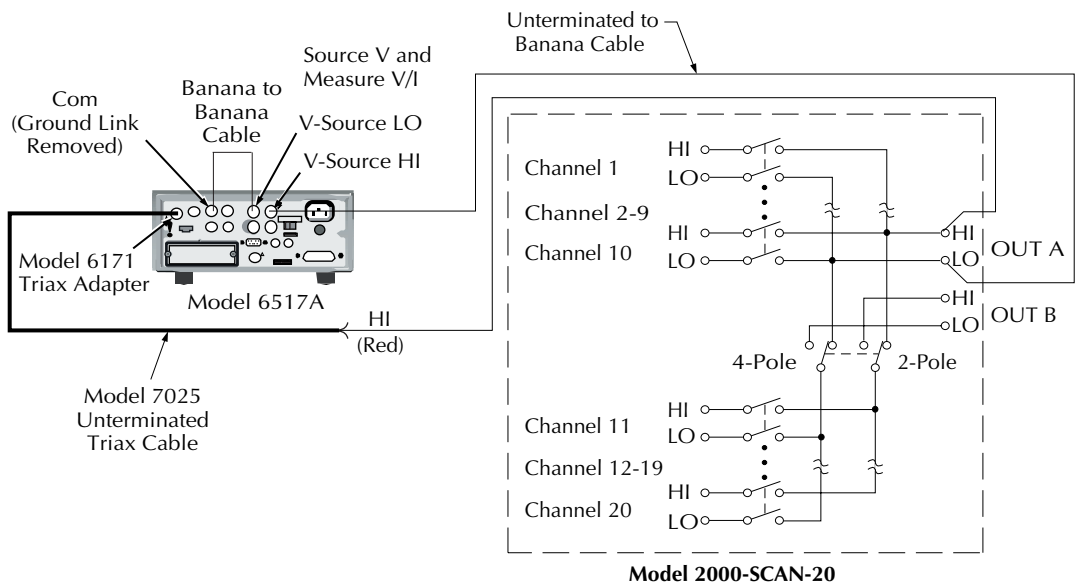 Unterminated to
Banana Cable
Source V and
Measure V/I
Banana to
Banana
Cable
Com
(Ground Link
Removed)
V-Source LO
V-Source HI
Model 6171
Triax Adapter
Model 6517A
HI
(Red)
Model 7025
Unterminated
Triax Cable
Channel 1
HI
LO
Channel 2-9
Channel 10
HI
LO
HI
LO
OUT A
HI
LO
OUT B
4-Pole
2-Pole
Channel 11
HI
LO
Channel 12-19
Channel 20
HI
LO
Model 2000-SCAN-20